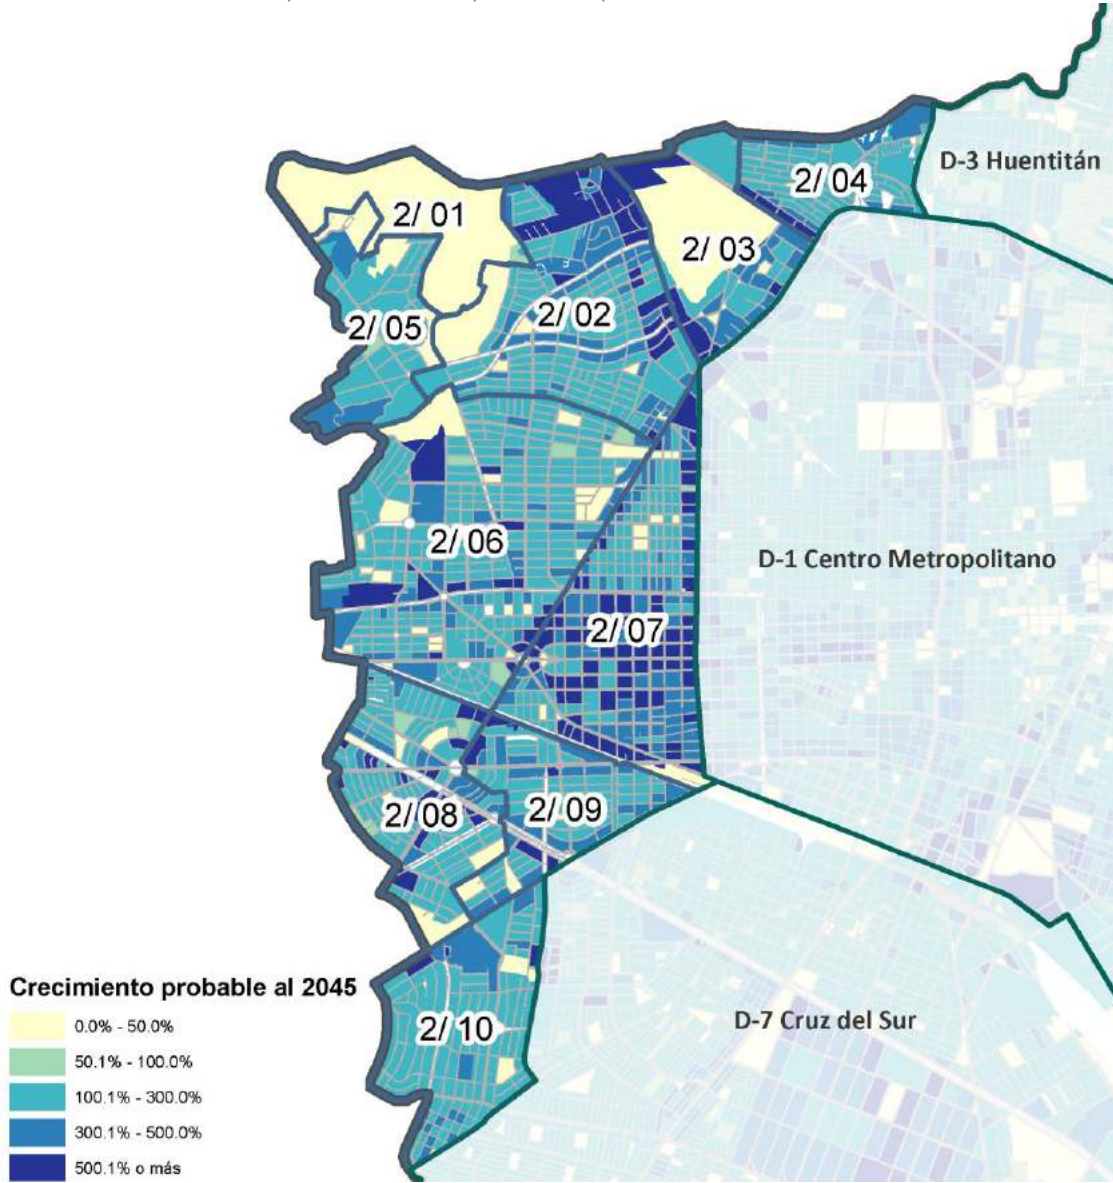 D-3 Huentitán
2/ 04
2/ 01
2/ 03
2/ 02
2/ 05
2/ 06
D-1 Centro Metropolitano
2/ 07
2/ 08
2/ 09
Crecimiento probable al 2045
0.0% - 50.0%
50.1% - 100.0%
100.1% - 300.0%
300.1% - 500.0%
500.1% o más
2/ 10
D-7 Cruz del Sur